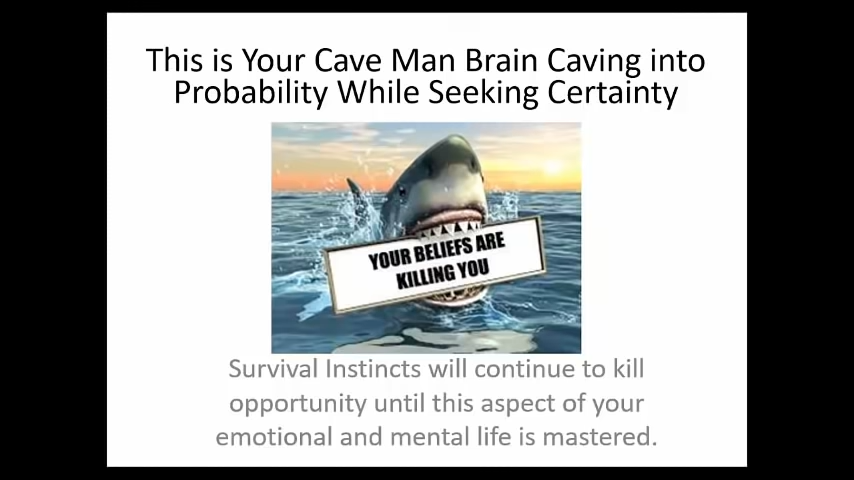 This is Your Cave Man Brain Caving into
Probability While Seeking Certainty
YOUR BELIEFS ARE
KILLING YOU
Survival Instincts will continue to kill
opportunity until this aspect of your
emotional and mental life is mastered.